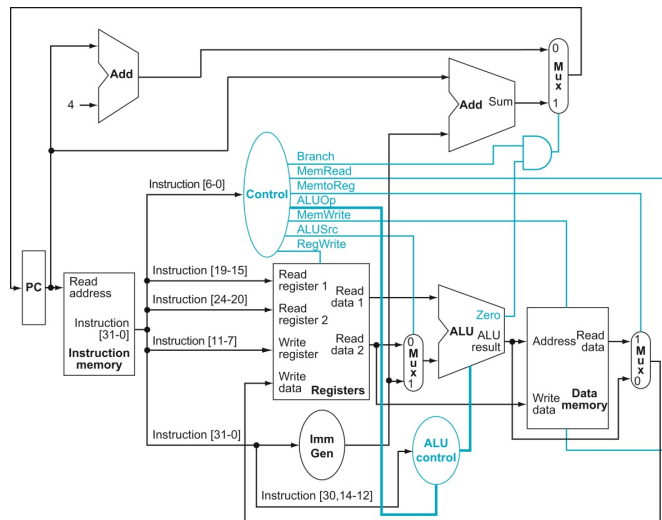 0
M
u
x
1
Add
4
Add Sum
Branch
MemRead
MemtoReg
ALUOp
MemWrite
ALUSrc
RegWrite
Control
Instruction [6-0]
PC
Read
address
Instruction
[31-0]
Instruction
memory
Instruction [19-15]
Instruction [24-20]
Instruction [11-7]
Instruction [31-0]
Instruction [30,14-12]
Read
register 1
Read
register 2
Write
register
Write
data
Read
data 1
Read
data 2
Registers
0
M
u
x
1
Zero
ALU
ALU
result
Address
Read
data
Write
data
Data
memory
1
M
u
x
0
Imm
Gen
ALU
control